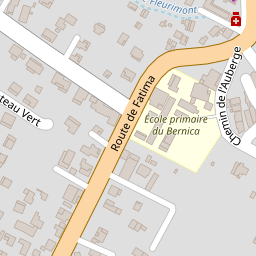 Fleurimont
Chemin de l'Auberge
Route de Fatima
École primaire
du Bernica
teau Vert